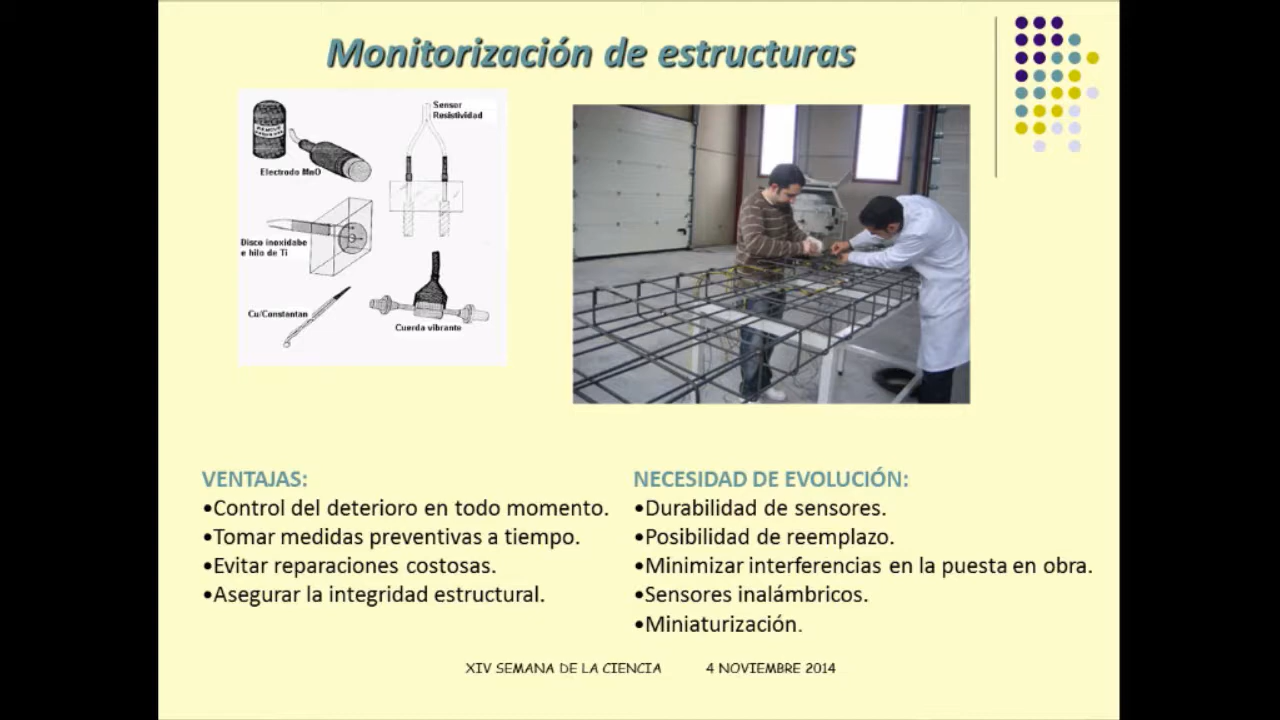 Monitorización de estructuras
Sensor
Resistividad
Electrodo MnO
Disco inoxidabe
e hilo de Ti
Cu/Constantan
Cuerda vibrante
VENTAJAS:
•Control del deterioro en todo momento.
•Tomar medidas preventivas a tiempo.
•Evitar reparaciones costosas.
•Asegurar la integridad estructural.
NECESIDAD DE EVOLUCIÓN:
•Durabilidad de sensores.
•Posibilidad de reemplazo.
•Minimizar interferencias en la puesta en obra.
•Sensores inalámbricos.
•Miniaturización.
XIV SEMANA DE LA CIENCIA 4 NOVIEMBRE 2014